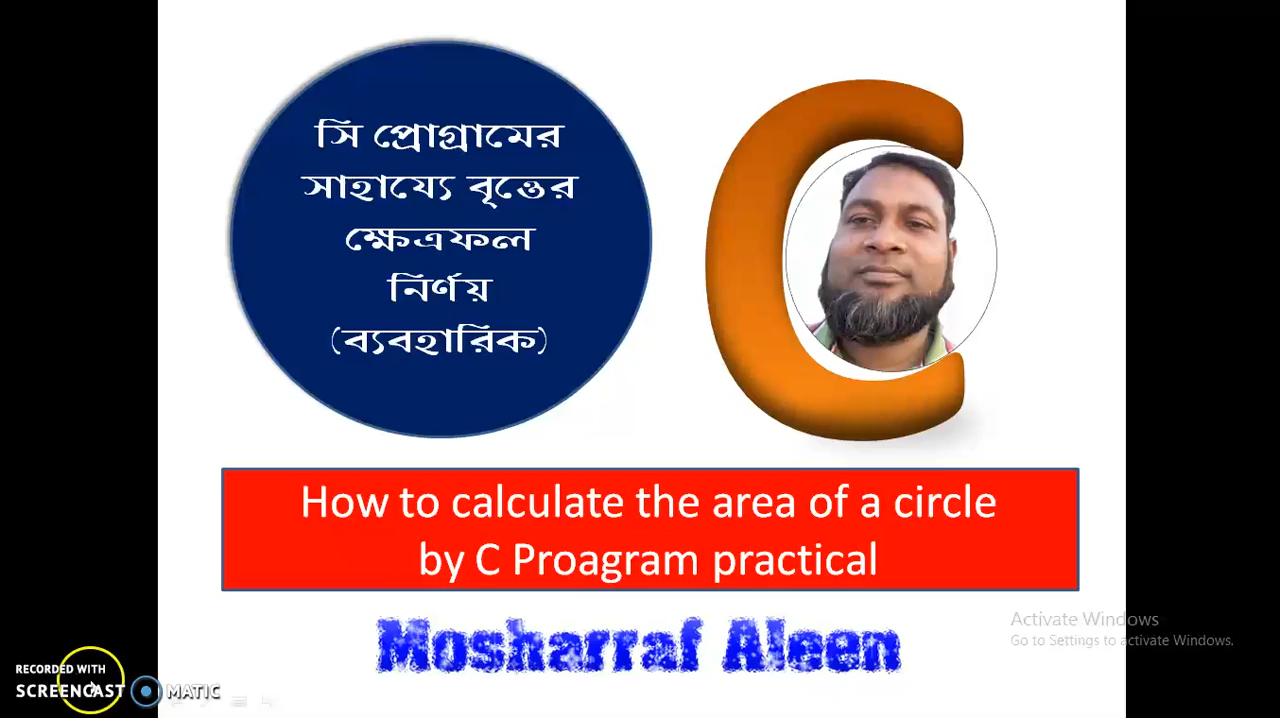 সি প্রোগ্রামের
সাহায্যে বৃত্তের
ক্ষেত্রফল
নির্ণয়
(ব্যবহারিক)
C
How to calculate the area of a circle
by C Proagram practical
Mosharraf Aleen
Activate Windows
Go to Settings to activate Windows.
RECORDED WITH
SCREENCAST MATIC